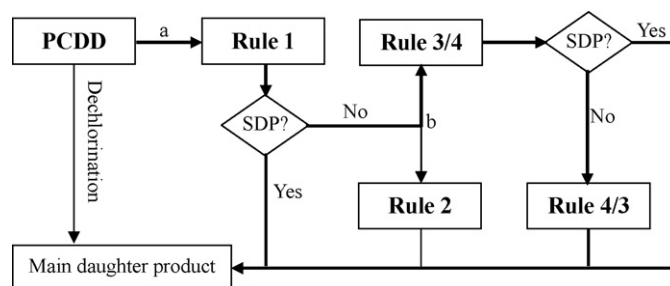 PCDD
a
Rule 1
Rule 3/4
SDP?
Yes
Dechlorination
SDP?
No
b
No
Yes
Rule 2
Rule 4/3
Main daughter product